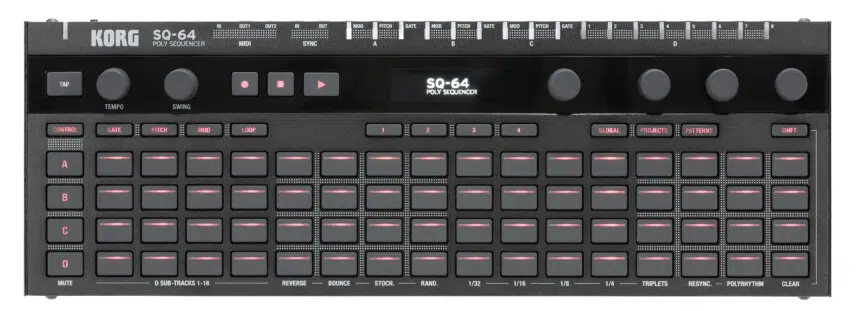 IN OUT1 OUT2 IN OUT MOD PITCH GATE MOD PITCH GATE MOD PITCH GATE 1 2 3 4 5 6 7 8
KORG SQ-64 POLY SEQUENCER MIDI SYNC A B C D
TAP TEMPO SWING
SQ-64
POLY SEQUENCER
CONTROL GATE PITCH MOD LOOP 1 2 3 4 GLOBAL PROJECTS PATTERNS SHIFT
A
B
C
D
MUTE D SUB-TRACKS 1-16 REVERSE BOUNCE STOCH. RAND. 1/32 1/16 1/8 1/4 TRIPLETS RESYNC. POLYRHYTHM CLEAR